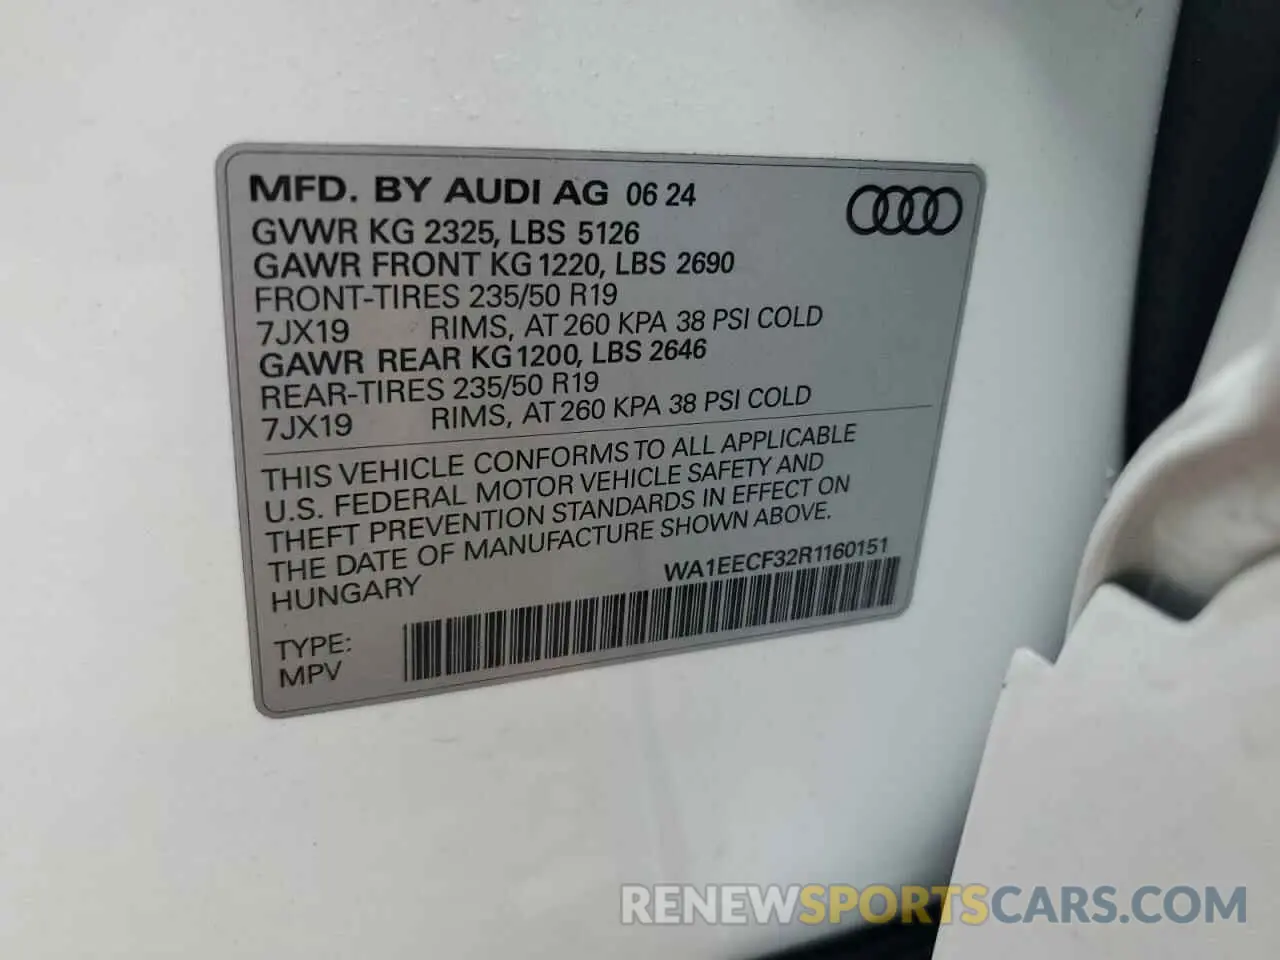 MFD. BY AUDI AG 06 24
GVWR KG 2325, LBS 5126
GAWR FRONT KG 1220, LBS 2690
FRONT-TIRES 235/50 R19
7JX19 RIMS, AT 260 KPA 38 PSI COLD
GAWR REAR KG 1200, LBS 2646
REAR-TIRES 235/50 R19
7JX19 RIMS, AT 260 KPA 38 PSI COLD
THIS VEHICLE CONFORMS TO ALL APPLICABLE
U.S. FEDERAL MOTOR VEHICLE SAFETY AND
THEFT PREVENTION STANDARDS IN EFFECT ON
THE DATE OF MANUFACTURE SHOWN ABOVE.
HUNGARY WA1EECF32R1160151
TYPE:
MPV
RENEWSPORTSCARS.COM